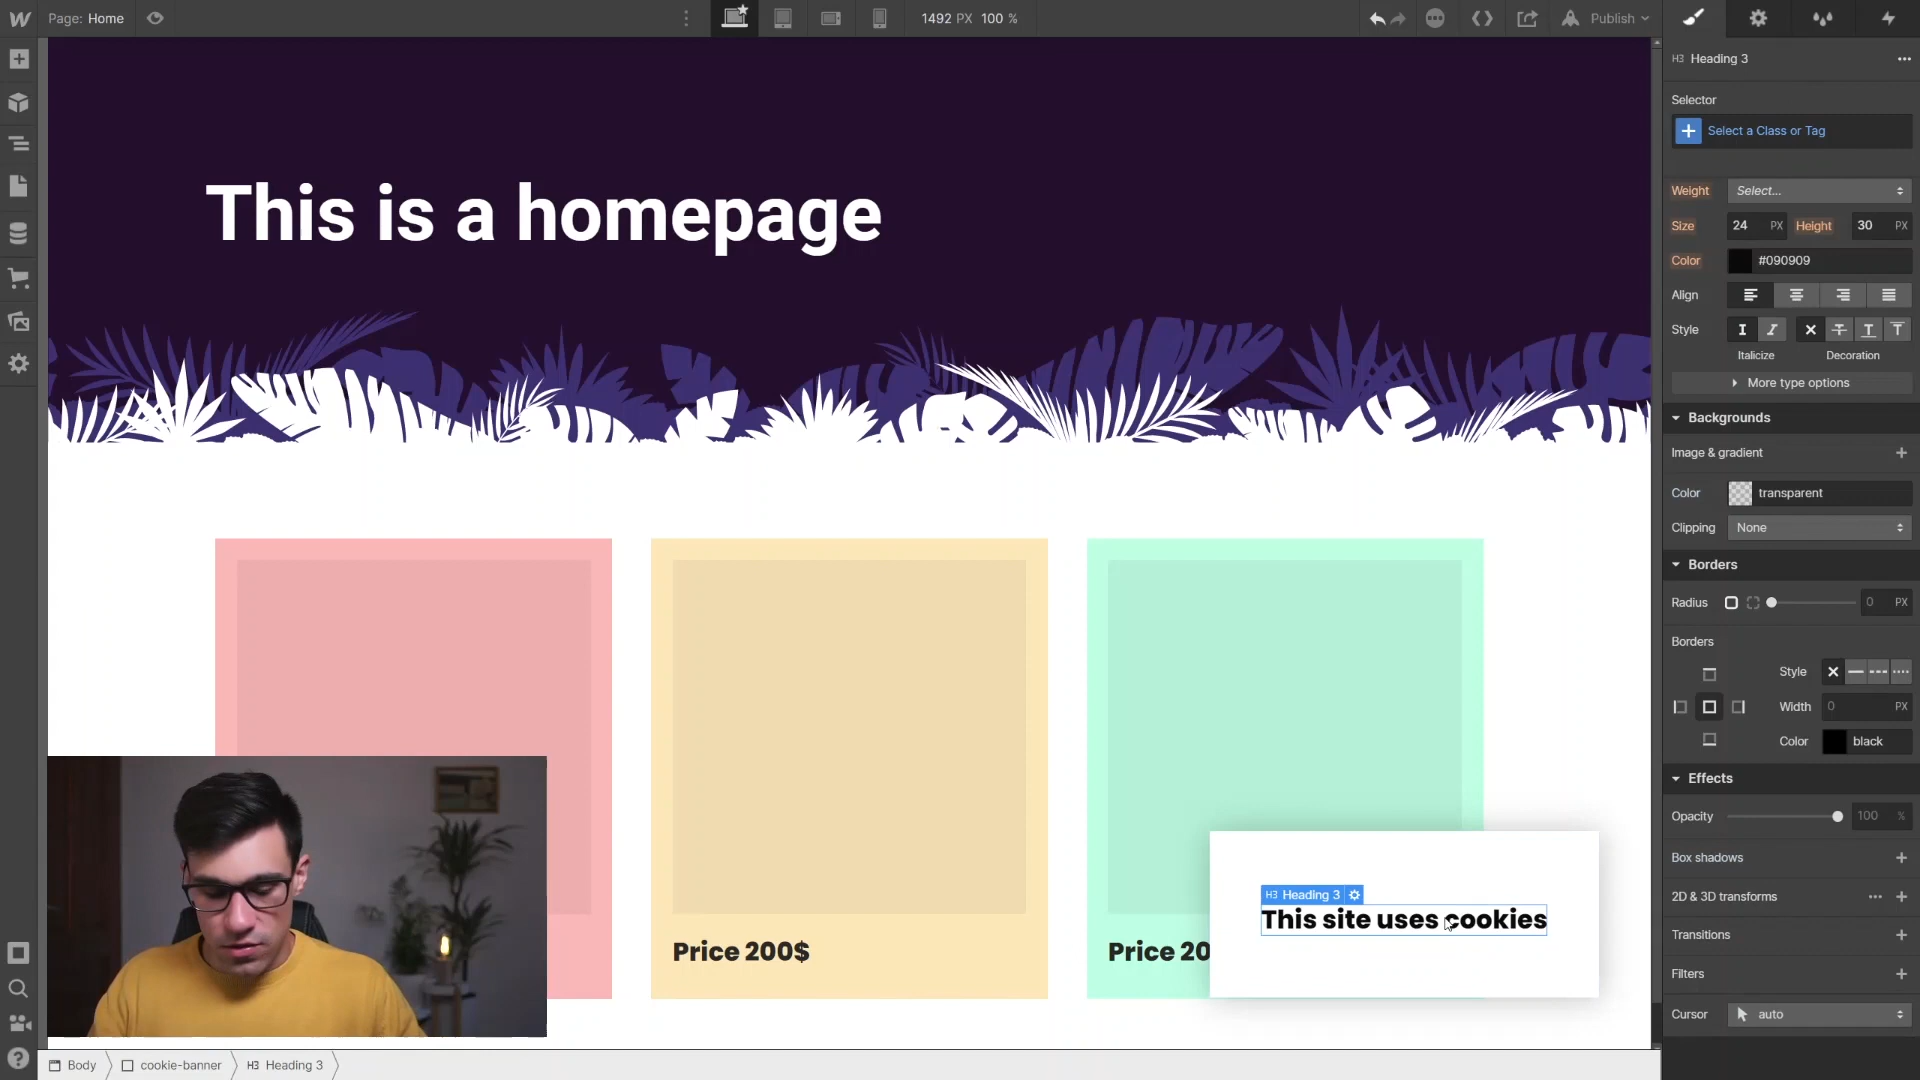 Page: Home
1492 PX 100 %
Publish
H3 Heading 3
Selector
Select a Class or Tag
Weight Select...
Size 24 PX Height 30 PX
Color #090909
Align
Style
Italicize Decoration
More type options
Backgrounds
Image & gradient
Color transparent
Clipping None
Borders
Radius 0 PX
Borders
Style
Width 0 PX
Color black
Effects
Opacity 100 %
Box shadows
2D & 3D transforms
Transitions
Filters
Cursor auto
This is a homepage
Price 200$
Price 20
H3 Heading 3
This site uses cookies
Body cookie-banner H3 Heading 3